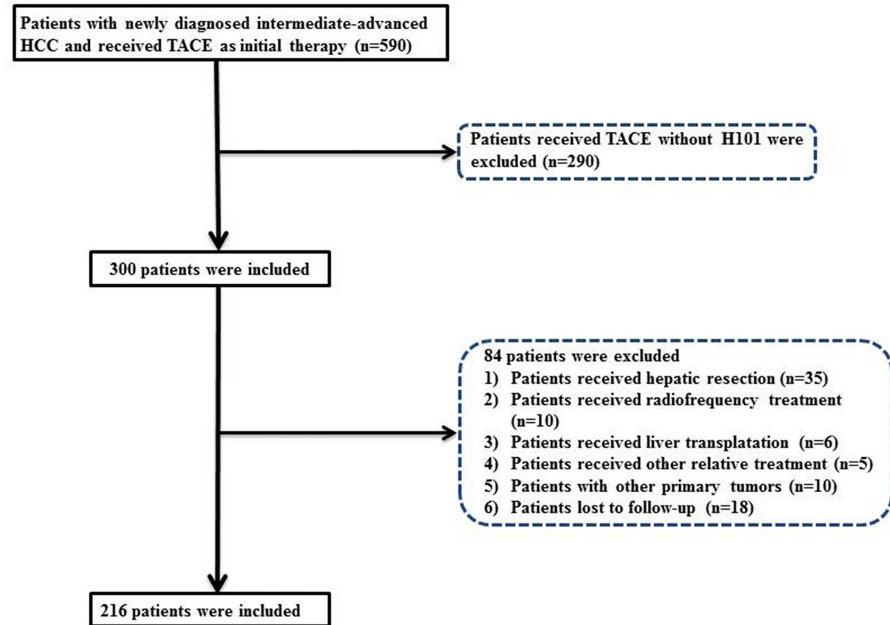 Patients with newly diagnosed intermediate-advanced
HCC and received TACE as initial therapy (n=590)
Patients received TACE without H101 were
excluded (n=290)
300 patients were included
84 patients were excluded
1) Patients received hepatic resection (n=35)
2) Patients received radiofrequency treatment
(n=10)
3) Patients received liver transplatation (n=6)
4) Patients received other relative treatment (n=5)
5) Patients with other primary tumors (n=10)
6) Patients lost to follow-up (n=18)
216 patients were included